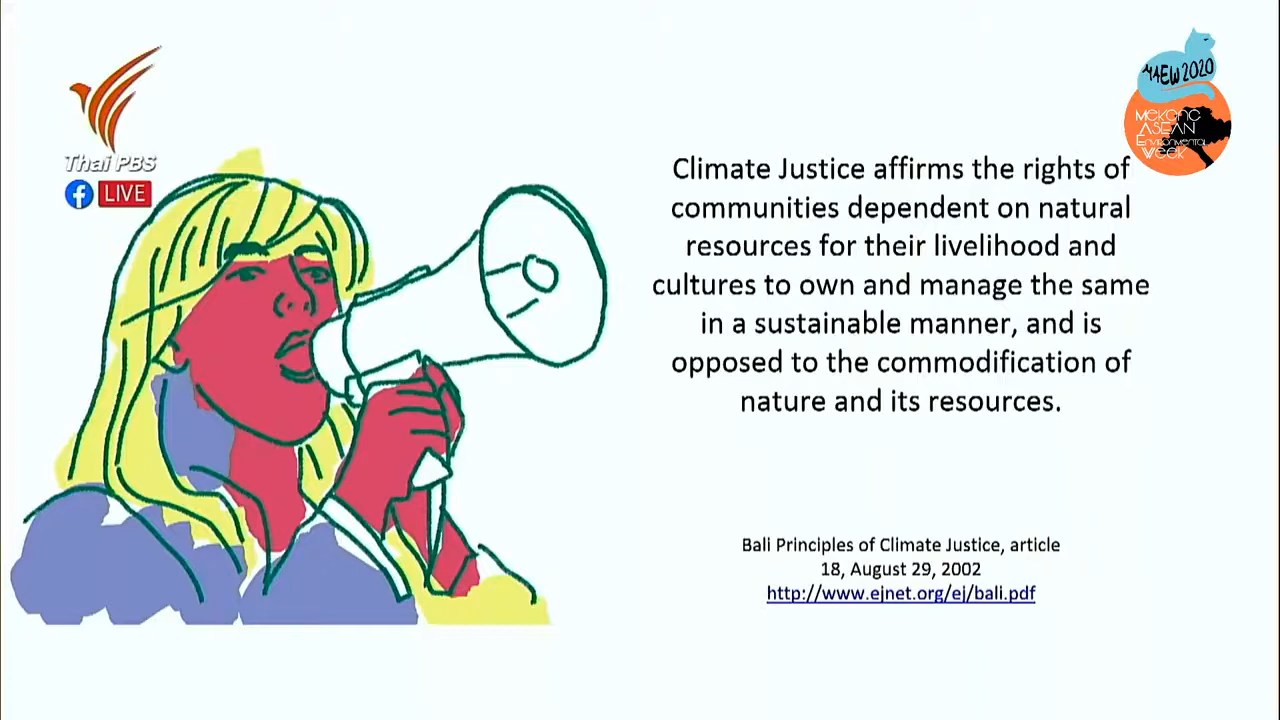 Thai PBS
LIVE
MAEW 2020
MEKONG
ASEAN
ENVIRONMENTAL
WEEK
Climate Justice affirms the rights of
communities dependent on natural
resources for their livelihood and
cultures to own and manage the same
in a sustainable manner, and is
opposed to the commodification of
nature and its resources.
Bali Principles of Climate Justice, article
18, August 29, 2002
http://www.ejnet.org/ej/bali.pdf